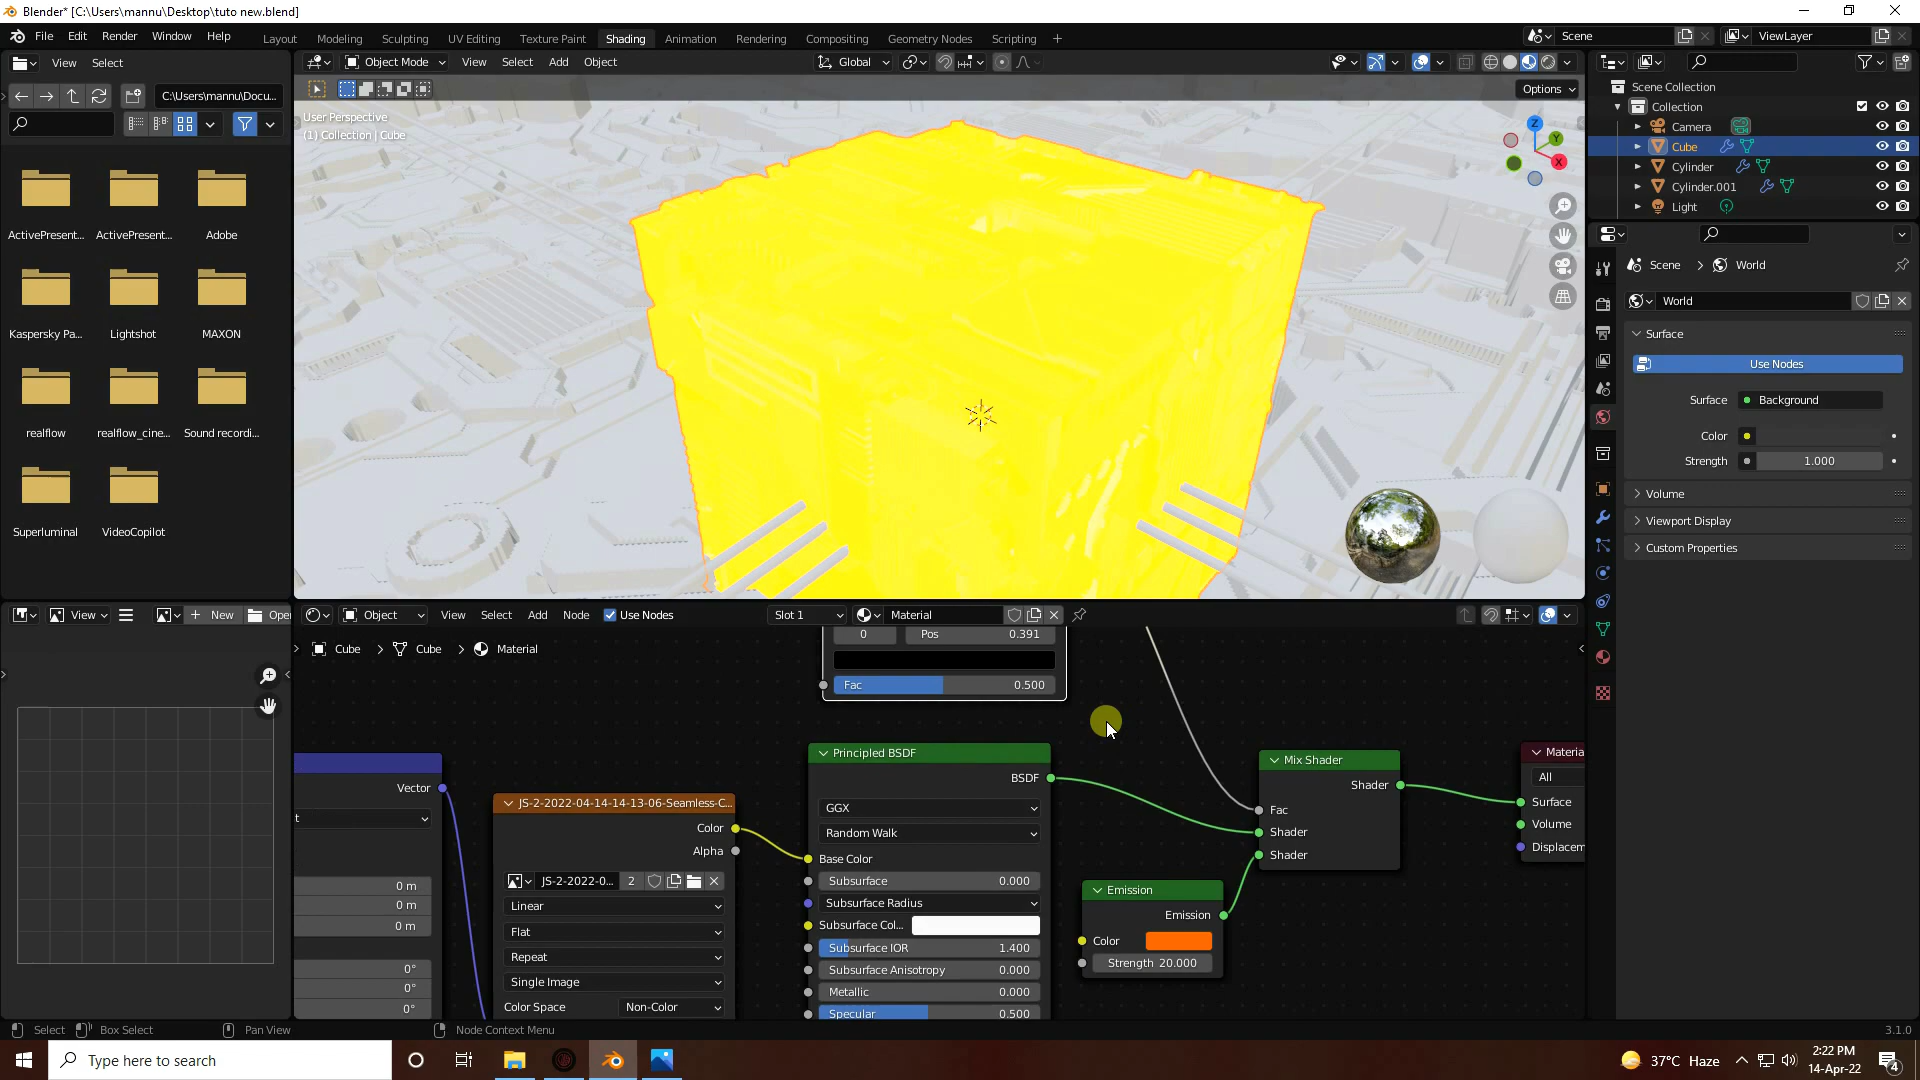 Blender* [C:\Users\mannu\Desktop\tuto new.blend]
File Edit Render Window Help
Layout Modeling Sculpting UV Editing Texture Paint Shading Animation Rendering Compositing Geometry Nodes Scripting
Scene
ViewLayer
View Select
Object Mode View Select Add Object
Global
C:\Users\mannu\Docu...
Options
User Perspective
(1) Collection | Cube
Z
Y
X
Scene Collection
Collection
Camera
Cube
Cylinder
Cylinder.001
Light
ActivePresent... ActivePresent... Adobe
Kaspersky Pa... Lightshot MAXON
realflow realflow_cine... Sound recordi...
Superluminal VideoCopilot
Scene World
World
Surface
Use Nodes
Surface Background
Color
Strength 1.000
Volume
Viewport Display
Custom Properties
View New Open
Object View Select Add Node Use Nodes Slot 1 Material
Cube Cube Material
0 Pos 0.391
Fac 0.500
Vector
t
0 m
0 m
0 m
0°
0°
0°
JS-2-2022-04-14-14-13-06-Seamless-C...
Color
Alpha
JS-2-2022-0... 2
Linear
Flat
Repeat
Single Image
Color Space Non-Color
Principled BSDF
BSDF
GGX
Random Walk
Base Color
Subsurface 0.000
Subsurface Radius
Subsurface Col...
Subsurface IOR 1.400
Subsurface Anisotropy 0.000
Metallic 0.000
Specular 0.500
Emission
Emission
Color
Strength 20.000
Mix Shader
Shader
Fac
Shader
Shader
Materia
All
Surface
Volume
Displacem
Select Box Select Pan View Node Context Menu 3.1.0
Type here to search
37°C Haze
2:22 PM
14-Apr-22
4